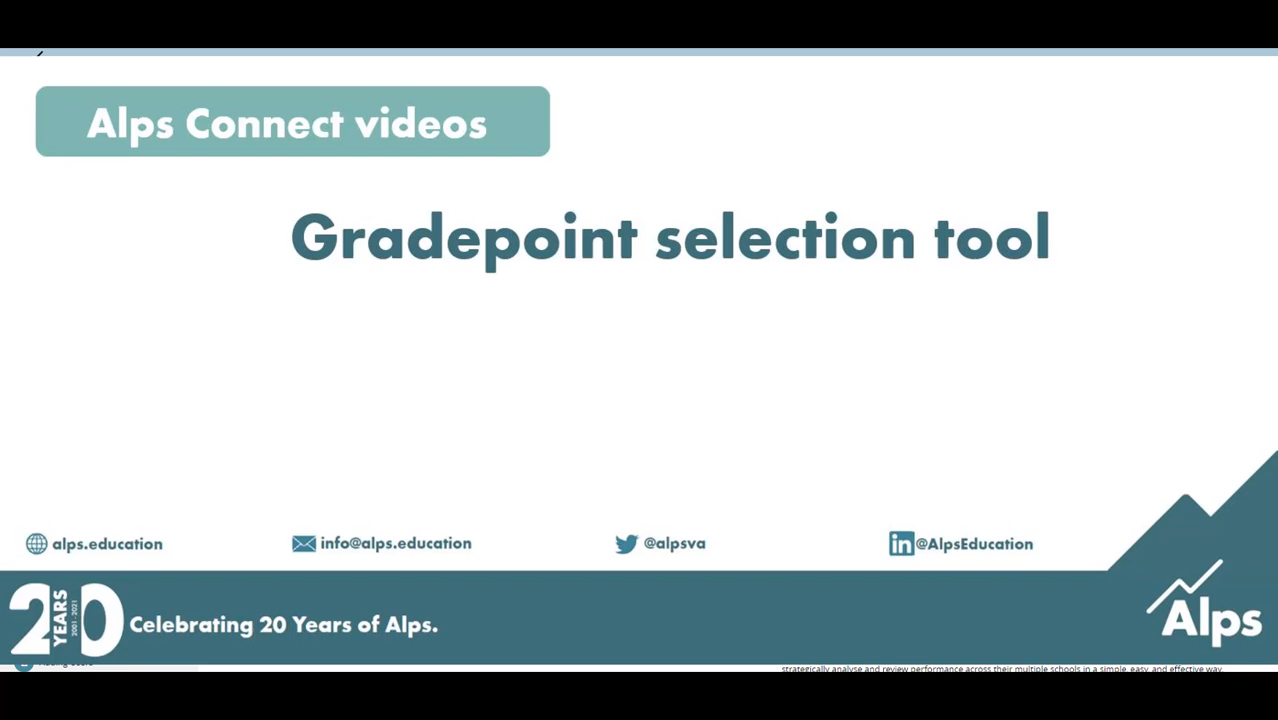 Alps Connect videos
Gradepoint selection tool
alps.education
info@alps.education
@alpsva
in @AlpsEducation
20 YEARS 2001-2021
Celebrating 20 Years of Alps.
Alps
strategically analyse and review performance across their multiple schools in a simple, easy, and effective way.